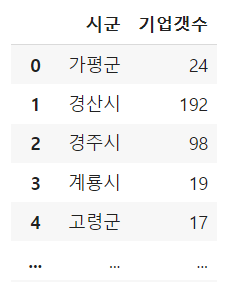 시군 기업갯수
0 가평군 24
1 경산시 192
2 경주시 98
3 계룡시 19
4 고령군 17
... ... ...